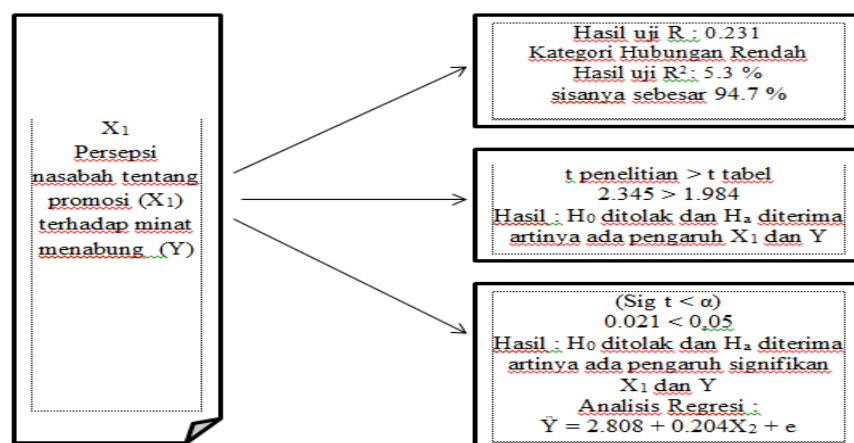 X₁
Persepsi
nasabah tentang
promosi (X₁)
terhadap minat
menabung (Y)
Hasil uji R : 0.231
Kategori Hubungan Rendah
Hasil uji R²: 5.3 %
sisanya sebesar 94.7 %
t penelitian > t tabel
2.345 > 1.984
Hasil : H₀ ditolak dan Hₐ diterima
artinya ada pengaruh X₁ dan Y
(Sig t < α)
0.021 < 0,05
Hasil : H₀ ditolak dan Hₐ diterima
artinya ada pengaruh signifikan
X₁ dan Y
Analisis Regresi :
Ÿ = 2.808 + 0.204X₂ + e